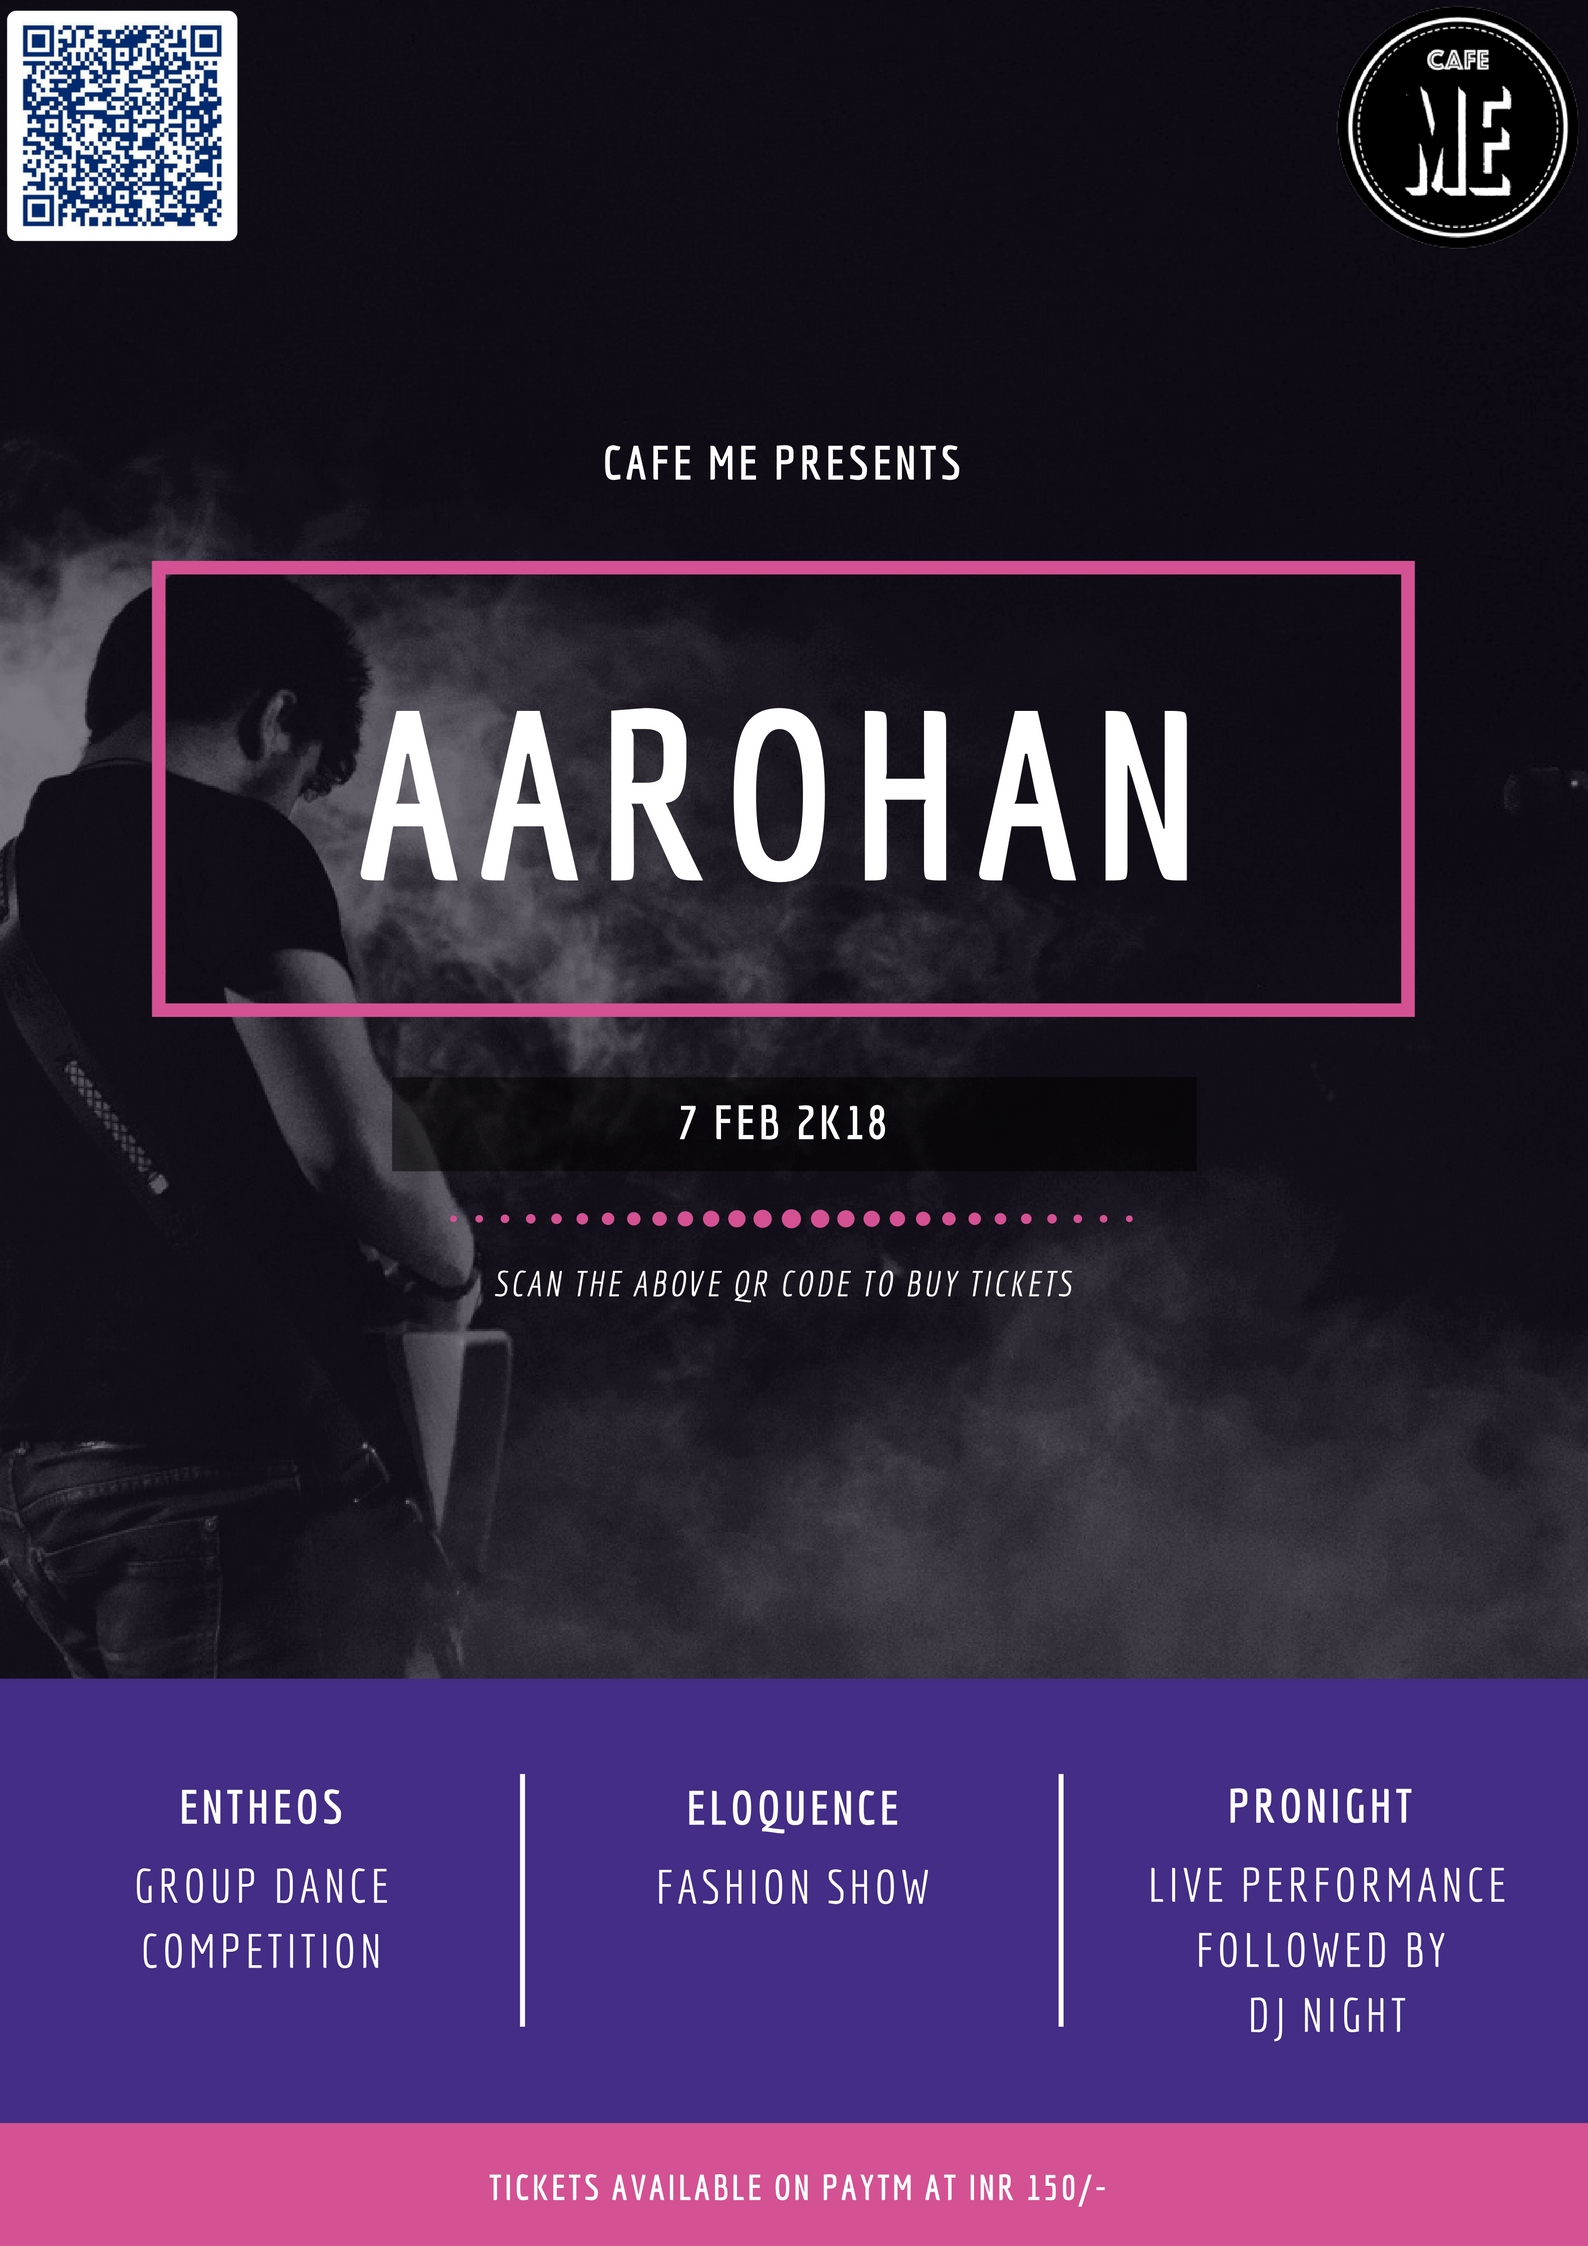 CAFE
ME
CAFE ME PRESENTS
AAROHAN
7 FEB 2K18
SCAN THE ABOVE QR CODE TO BUY TICKETS
ENTHEOS
GROUP DANCE
COMPETITION
ELOQUENCE
FASHION SHOW
PRONIGHT
LIVE PERFORMANCE
FOLLOWED BY
DJ NIGHT
TICKETS AVAILABLE ON PAYTM AT INR 150/-